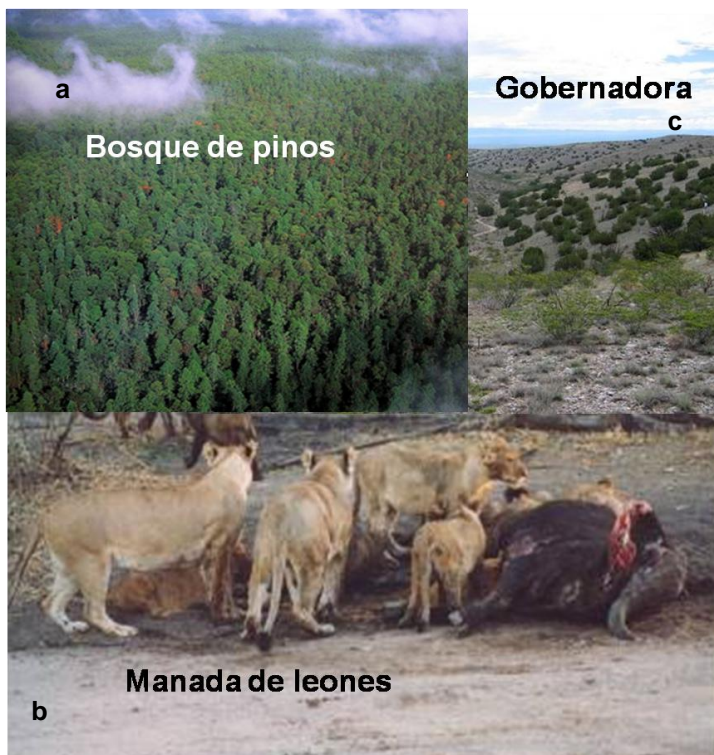 a
Bosque de pinos
Gobernadora
c
Manada de leones
b